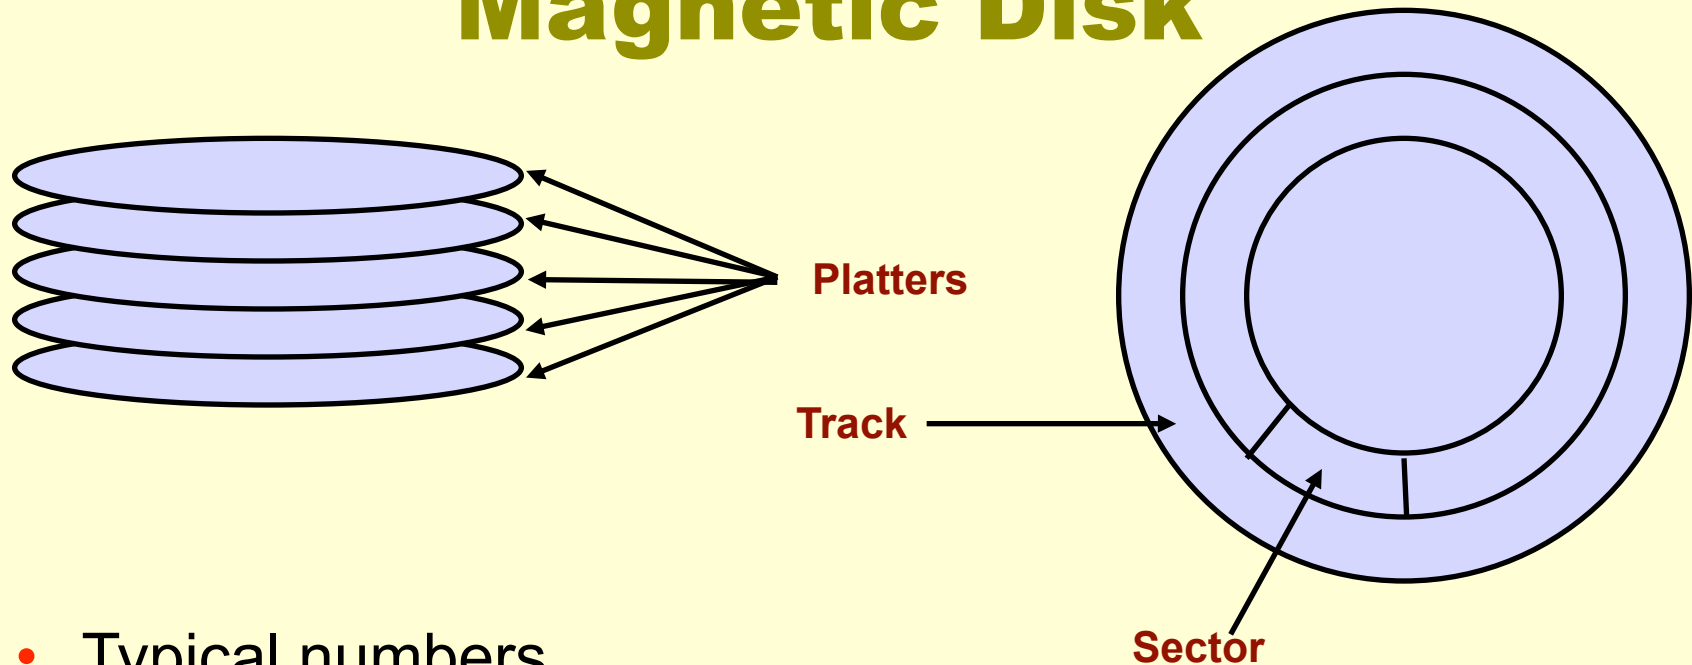 Magnetic Disk
Platters
Track
Sector
• Typical numbers